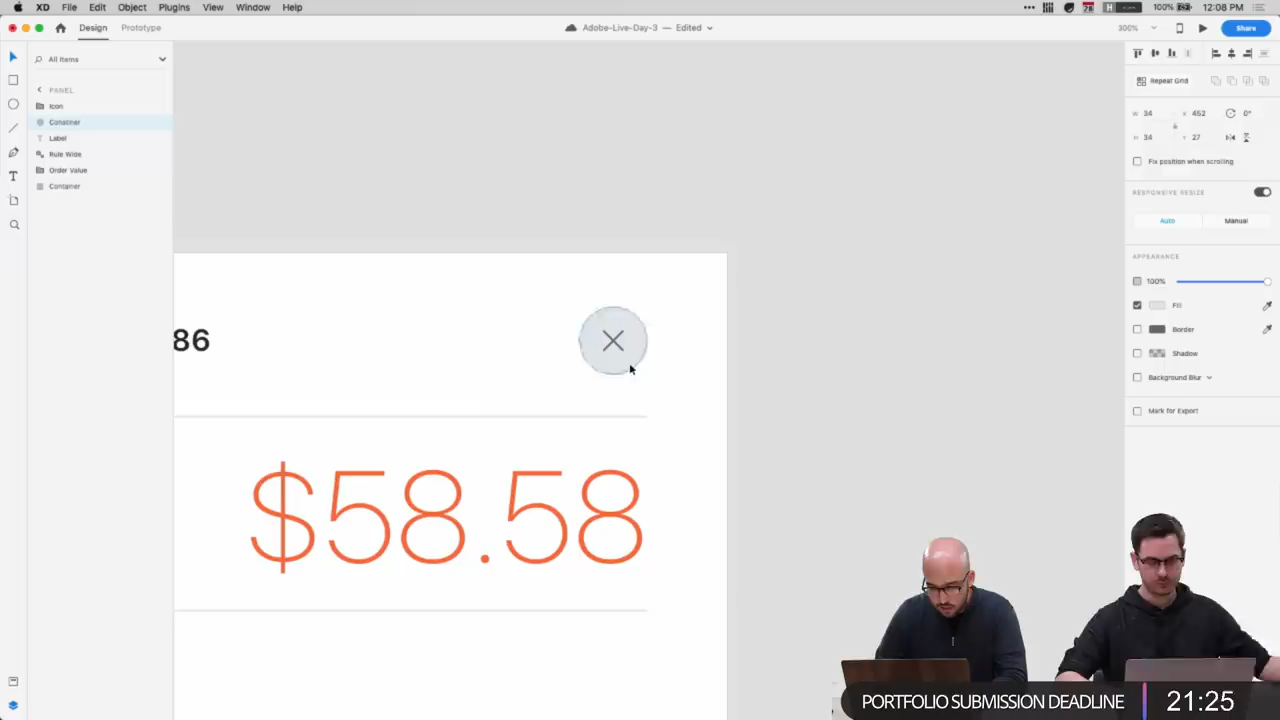 XD File Edit Object Plugins View Window Help
100% 12:08 PM
Design Prototype
Adobe-Live-Day-3 — Edited
300%
Share
All Items
PANEL
Icon
Conatiner
Label
Rule Wide
Order Value
Container
Repeat Grid
W 34 X 452 0°
H 34 Y 27
Fix position when scrolling
RESPONSIVE RESIZE
Auto Manual
APPEARANCE
100%
Fill
Border
Shadow
Background Blur
Mark for Export
86
$58.58
PORTFOLIO SUBMISSION DEADLINE 21:25